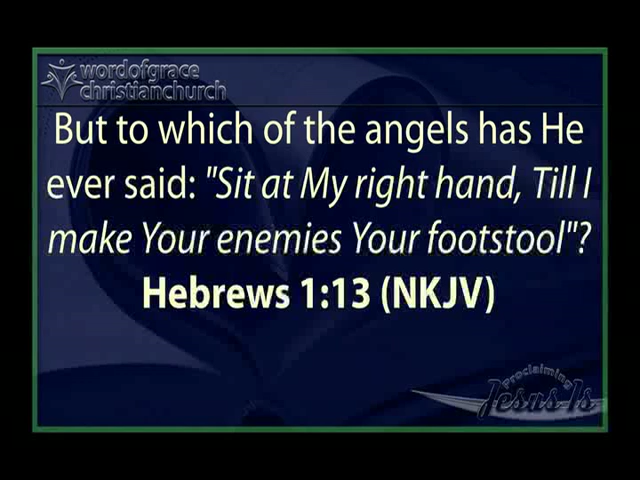 wordofgrace
christianchurch
But to which of the angels has He
ever said: "Sit at My right hand, Till I
make Your enemies Your footstool"?
Hebrews 1:13 (NKJV)
Proclaiming
Jesus Is